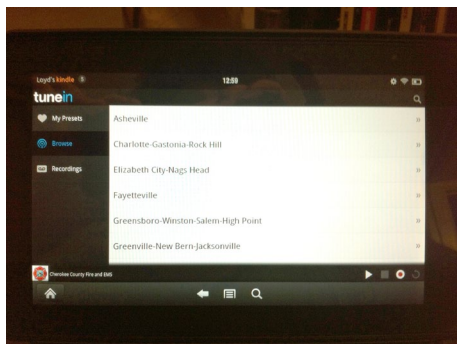 Loyd's kindle 5
12:59
tunein
My Presets
Browse
Recordings
Asheville
Charlotte-Gastonia-Rock Hill
Elizabeth City-Nags Head
Fayetteville
Greensboro-Winston-Salem-High Point
Greenville-New Bern-Jacksonville
Cherokee County Fire and EMS